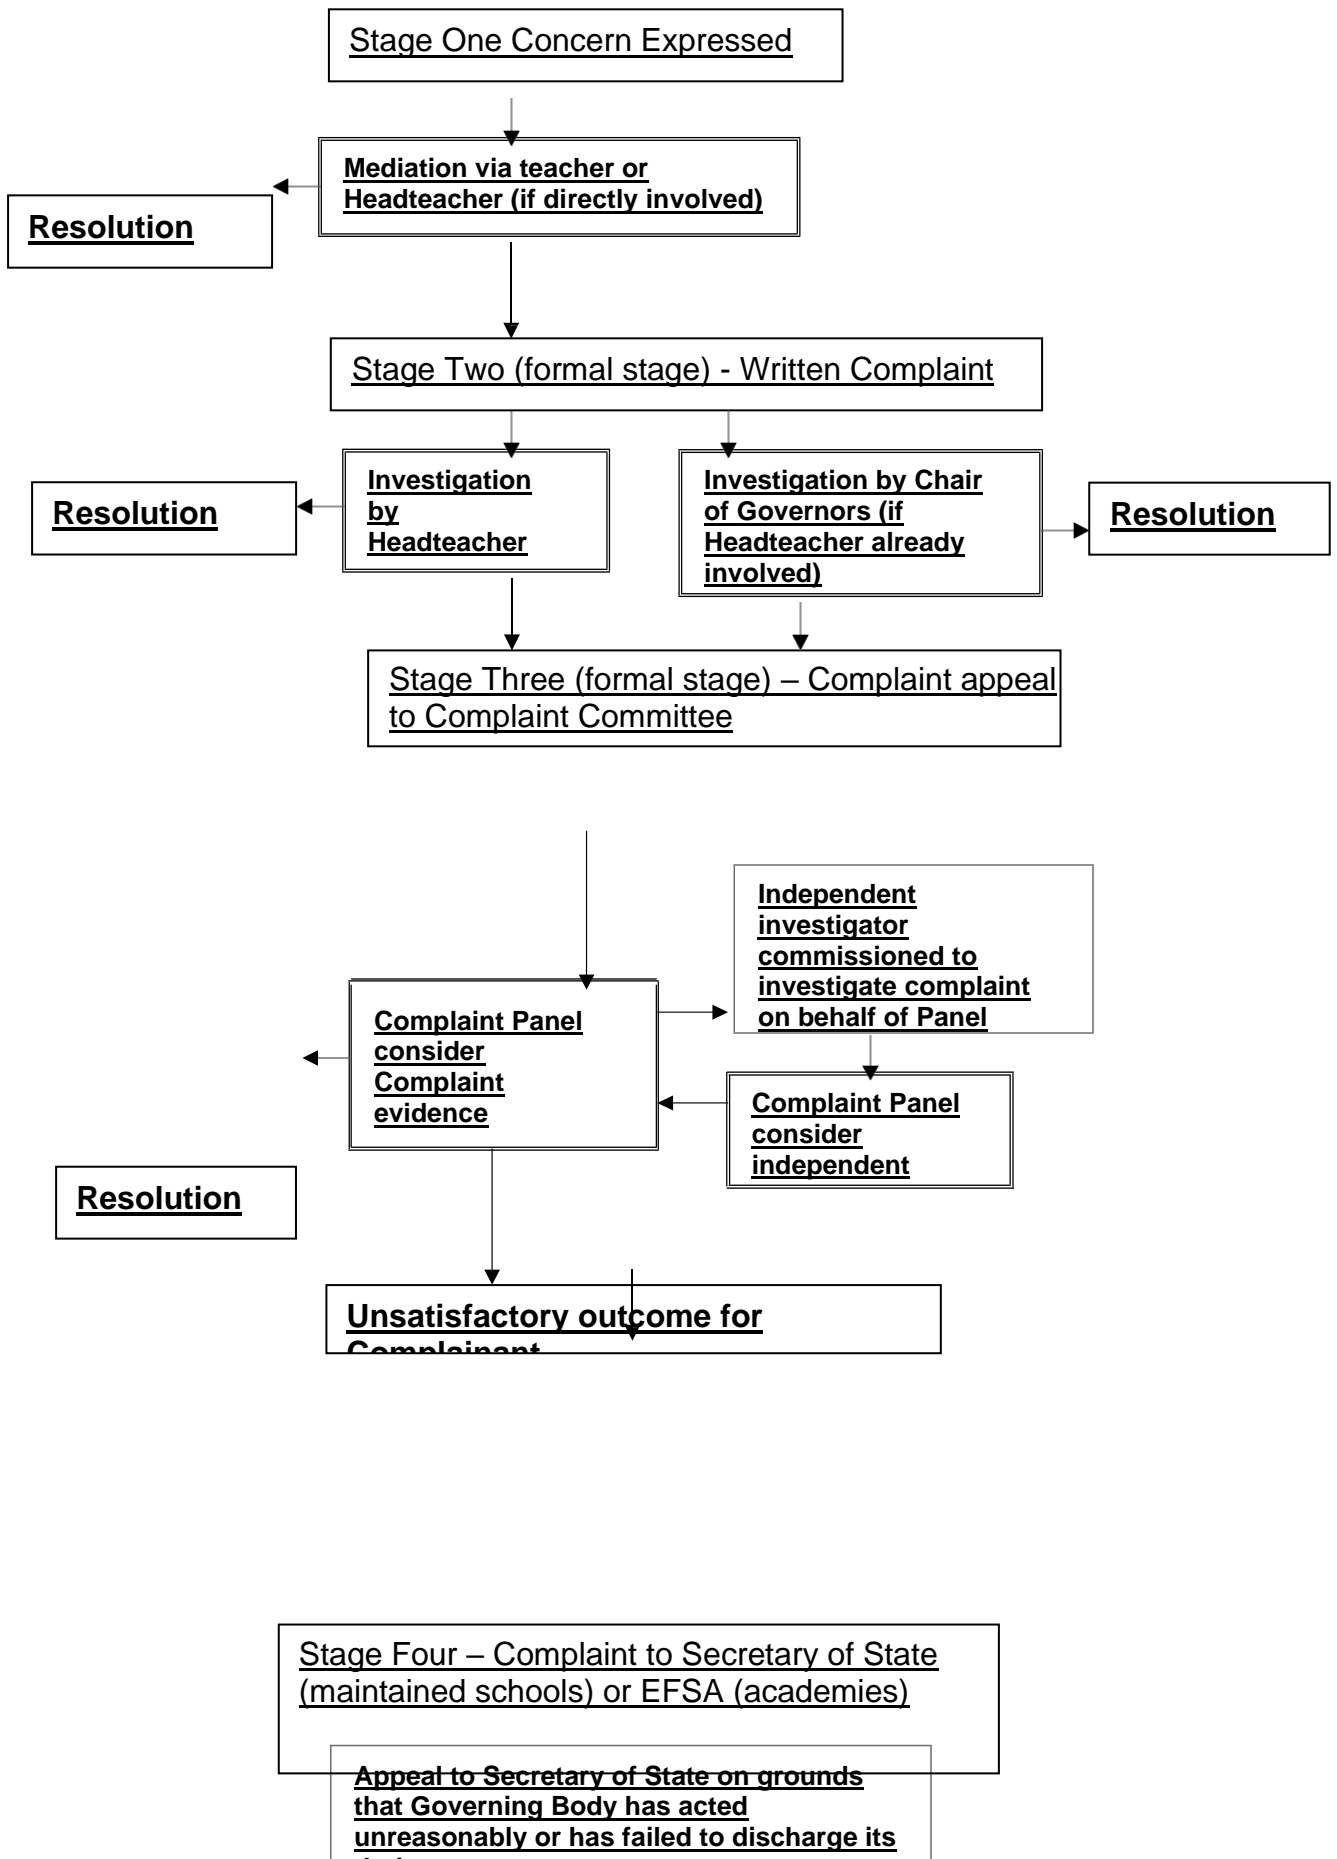 Stage One Concern Expressed
Mediation via teacher or
Headteacher (if directly involved)
Resolution
Stage Two (formal stage) - Written Complaint
Resolution
Investigation
by
Headteacher
Investigation by Chair
of Governors (if
Headteacher already
involved)
Resolution
Stage Three (formal stage) – Complaint appeal
to Complaint Committee
Independent
investigator
commissioned to
investigate complaint
on behalf of Panel
Complaint Panel
consider
Complaint
evidence
Complaint Panel
consider
independent
Resolution
Unsatisfactory outcome for
Complainant
Stage Four – Complaint to Secretary of State
(maintained schools) or EFSA (academies)
Appeal to Secretary of State on grounds
that Governing Body has acted
unreasonably or has failed to discharge its